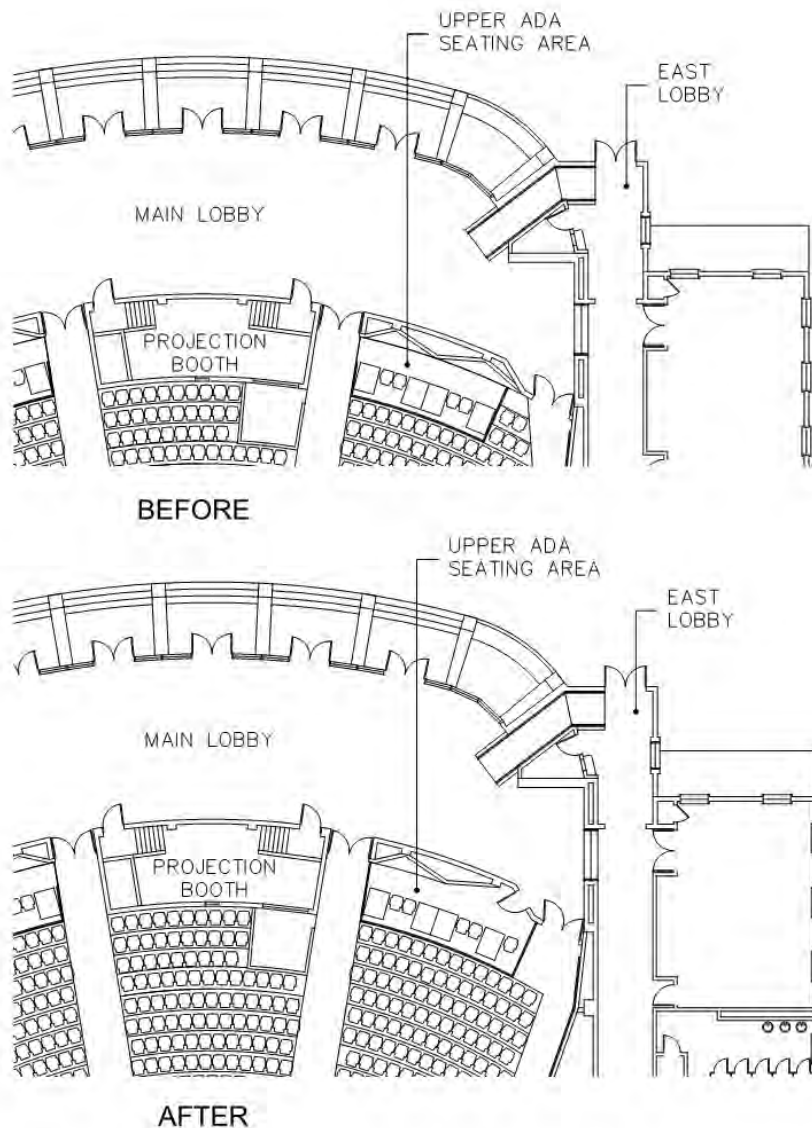 UPPER ADA
SEATING AREA
EAST
LOBBY
MAIN LOBBY
PROJECTION
BOOTH
BEFORE
UPPER ADA
SEATING AREA
EAST
LOBBY
MAIN LOBBY
PROJECTION
BOOTH
AFTER